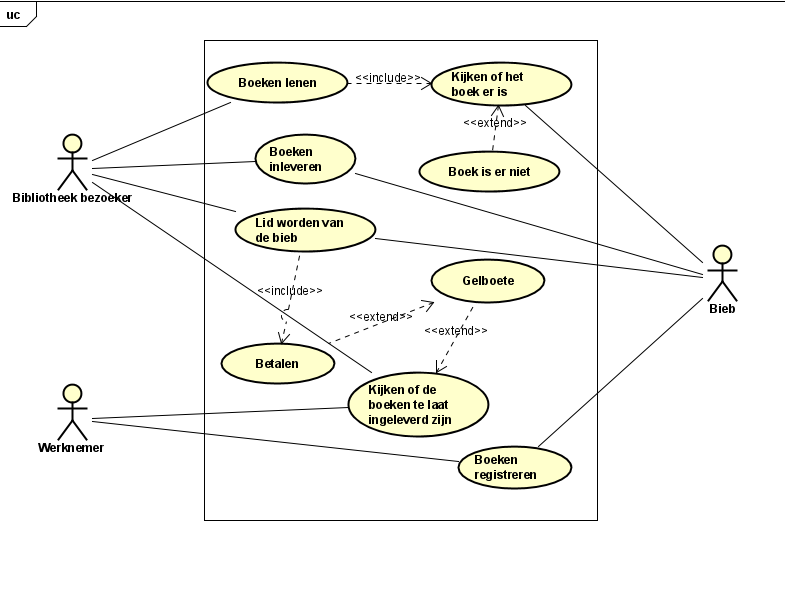 uc
Boeken lenen
<<include>>
Kijken of het
boek er is
<<extend>>
Boeken
inleveren
Boek is er niet
Bibliotheek bezoeker
Lid worden van
de bieb
<<include>>
Gelboete
Bieb
<<extend>>
<<extend>>
Betalen
Kijken of de
boeken te laat
ingeleverd zijn
Werknemer
Boeken
registreren